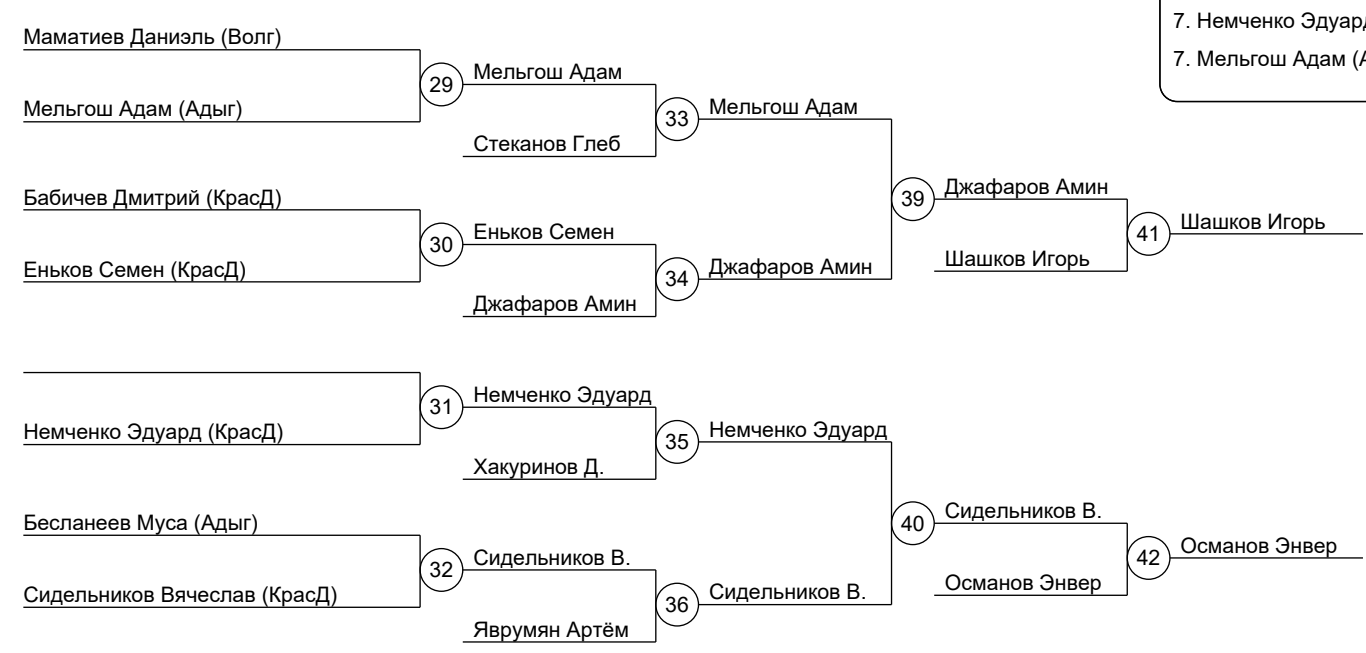 7. Немченко Эдуард
7. Мельгош Адам
Маматиев Даниэль (Волг)
Мельгош Адам (Адыг)
29
Мельгош Адам
Стеканов Глеб
33
Мельгош Адам
Бабичев Дмитрий (КрасД)
Еньков Семен (КрасД)
30
Еньков Семен
Джафаров Амин
34
Джафаров Амин
39
Джафаров Амин
Шашков Игорь
41
Шашков Игорь
Немченко Эдуард (КрасД)
31
Немченко Эдуард
Хакуринов Д.
35
Немченко Эдуард
Бесланеев Муса (Адыг)
Сидельников Вячеслав (КрасД)
32
Сидельников В.
Яврумян Артём
36
Сидельников В.
40
Сидельников В.
Османов Энвер
42
Османов Энвер